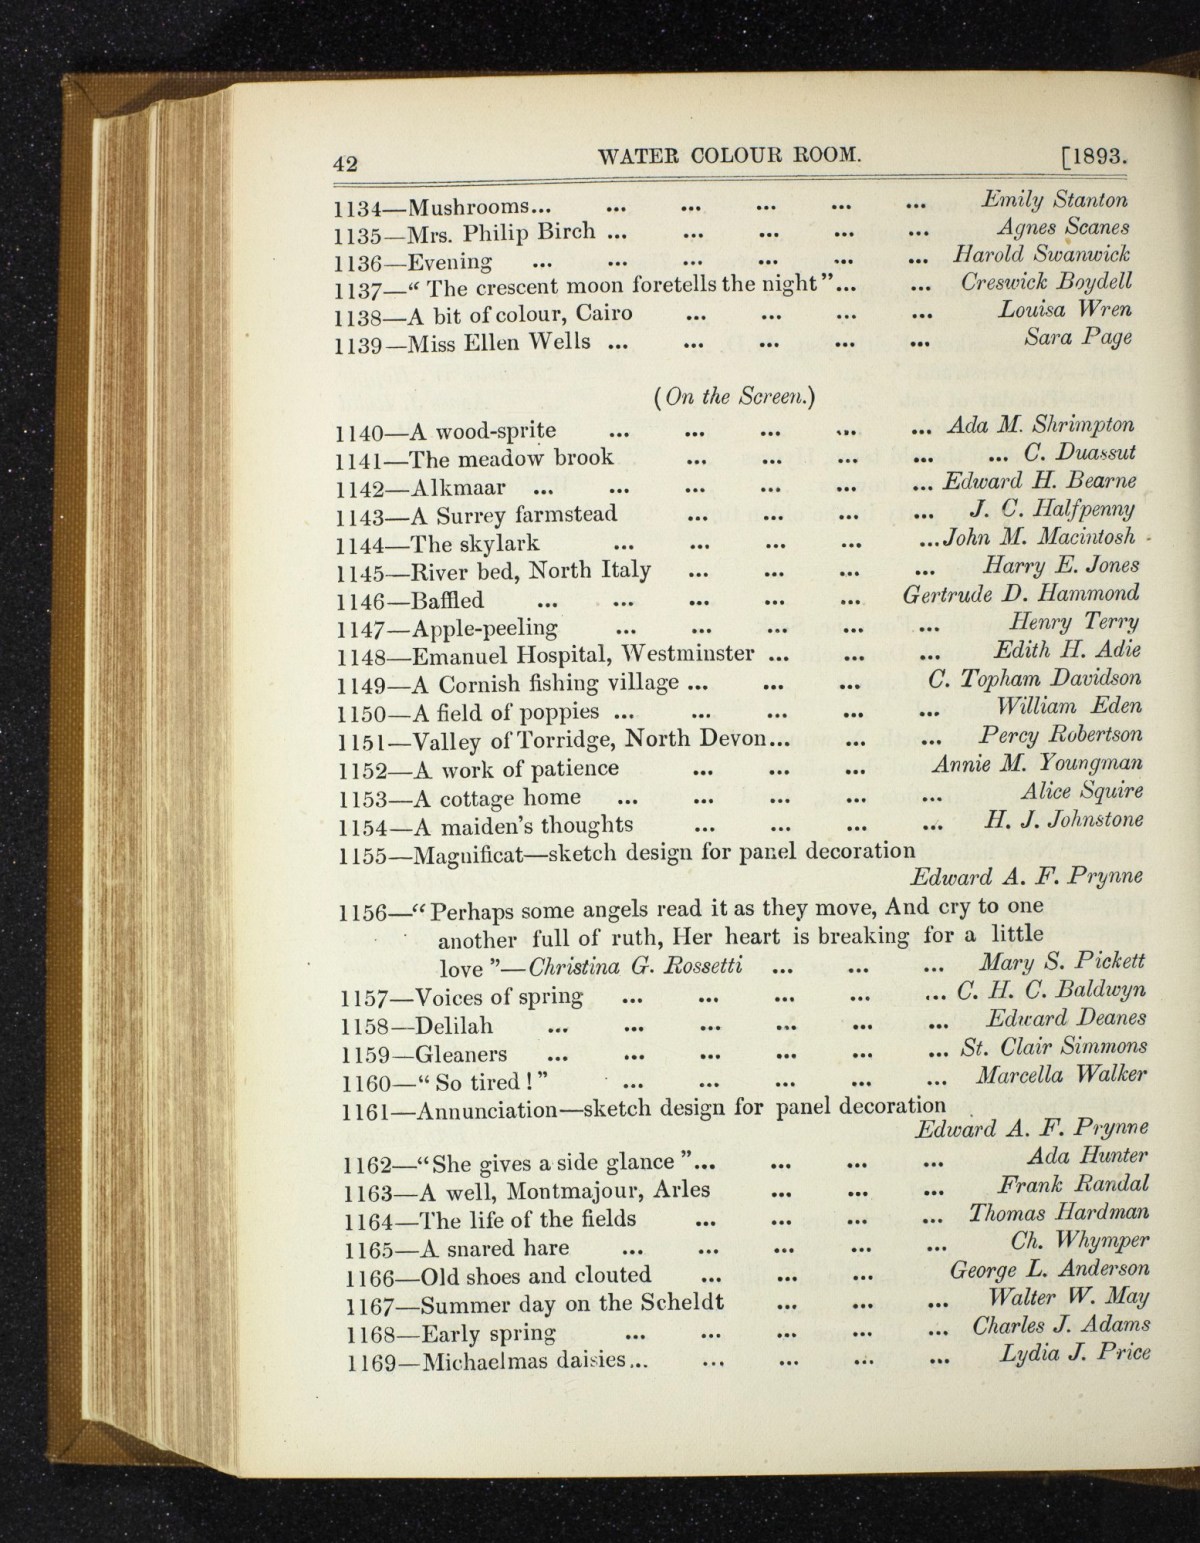 42 WATER COLOUR ROOM. [1893.
1134—Mushrooms... ... ... ... ... ... Emily Stanton
1135—Mrs. Philip Birch ... ... ... ... ... Agnes Scanes
1136—Evening ... ... ... ... ... ... Harold Swanwick
1137—“ The crescent moon foretells the night”... ... Creswick Boydell
1138—A bit of colour, Cairo ... ... ... ... Louisa Wren
1139—Miss Ellen Wells ... ... ... ... ... Sara Page
(On the Screen.)
1140—A wood-sprite ... ... ... ... ... Ada M. Shrimpton
1141—The meadow brook ... ... ... ... ... C. Duassut
1142—Alkmaar ... ... ... ... ... ... Edward H. Bearne
1143—A Surrey farmstead ... ... ... ... J. C. Halfpenny
1144—The skylark ... ... ... ... ...John M. Macintosh
1145—River bed, North Italy ... ... ... ... Harry E. Jones
1146—Baffled ... ... ... ... ... Gertrude D. Hammond
1147—Apple-peeling ... ... ... ... ... Henry Terry
1148—Emanuel Hospital, Westminster ... ... ... Edith H. Adie
1149—A Cornish fishing village ... ... ... C. Topham Davidson
1150—A field of poppies ... ... ... ... ... William Eden
1151—Valley of Torridge, North Devon... ... ... Percy Robertson
1152—A work of patience ... ... ... Annie M. Youngman
1153—A cottage home ... ... ... ... ... Alice Squire
1154—A maiden’s thoughts ... ... ... ... H. J. Johnstone
1155—Magnificat—sketch design for panel decoration
Edward A. F. Prynne
1156—“Perhaps some angels read it as they move, And cry to one
another full of ruth, Her heart is breaking for a little
love ”—Christina G. Rossetti ... ... ... Mary S. Pickett
1157—Voices of spring ... ... ... ... ... C. H. C. Baldwyn
1158—Delilah ... ... ... ... ... ... Edward Deanes
1159—Gleaners ... ... ... ... ... ... St. Clair Simmons
1160—“ So tired ! ” ... ... ... ... ... Marcella Walker
1161—Annunciation—sketch design for panel decoration
Edward A. F. Prynne
1162—“She gives a side glance ”... ... ... ... Ada Hunter
1163—A well, Montmajour, Arles ... ... ... Frank Randal
1164—The life of the fields ... ... ... ... Thomas Hardman
1165—A snared hare ... ... ... ... ... Ch. Whymper
1166—Old shoes and clouted ... ... ... George L. Anderson
1167—Summer day on the Scheldt ... ... ... Walter W. May
1168—Early spring ... ... ... ... ... Charles J. Adams
1169—Michaelmas daisies... ... ... ... ... Lydia J. Price